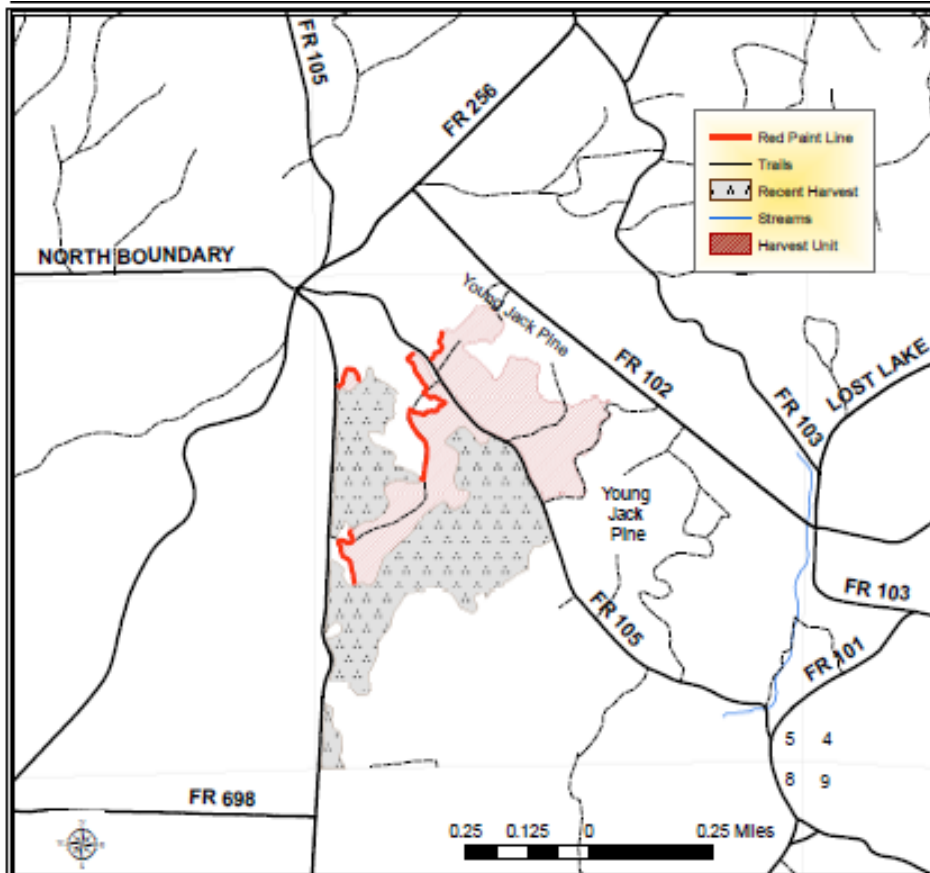 FR 105
FR 256
Red Paint Line
Trails
Recent Harvest
Streams
Harvest Unit
NORTH BOUNDARY
Young Jack Pine
FR 102
LOST LAKE
FR 103
Young
Jack
Pine
FR 103
FR 105
FR 101
5 4
8 9
FR 698
0.25 0.125 0 0.25 Miles